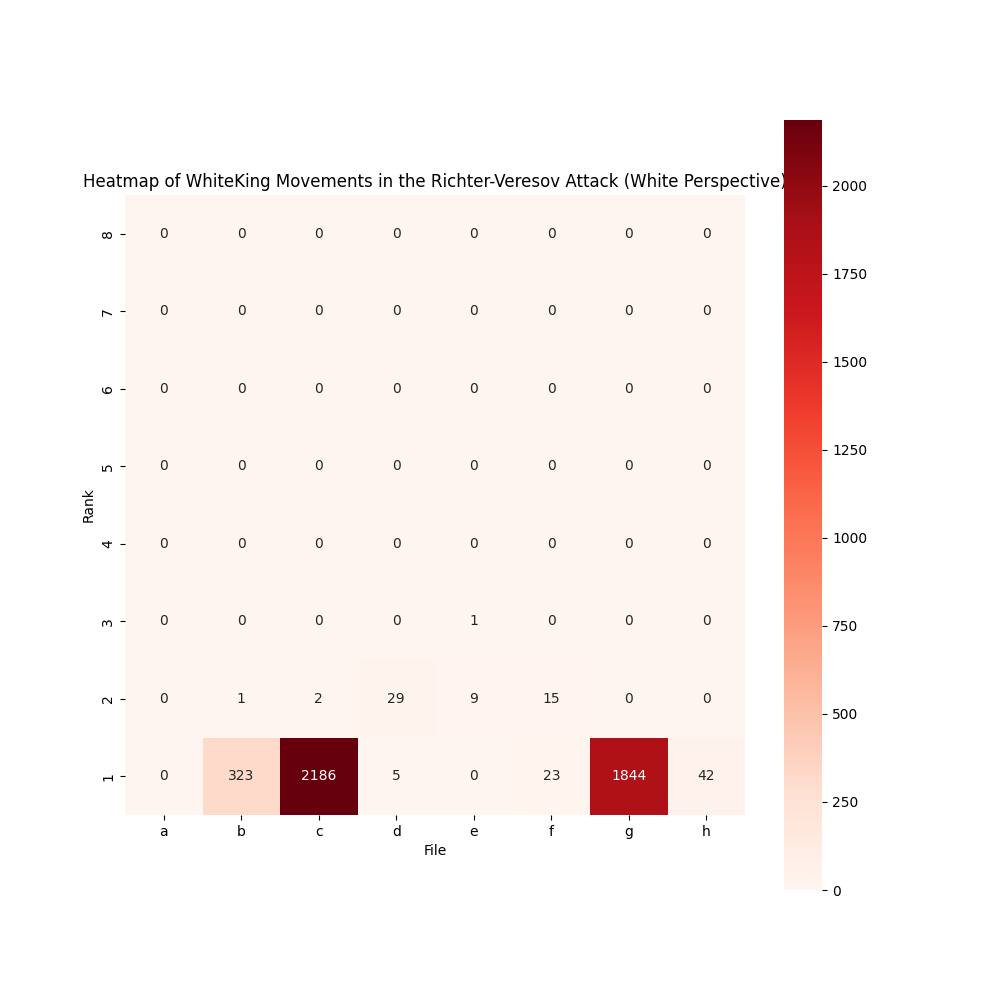 Heatmap of WhiteKing Movements in the Richter-Veresov Attack (White Perspective)
8 0 0 0 0 0 0 0 0
7 0 0 0 0 0 0 0 0
6 0 0 0 0 0 0 0 0
5 0 0 0 0 0 0 0 0
4 0 0 0 0 0 0 0 0
3 0 0 0 0 1 0 0 0
2 0 1 2 29 9 15 0 0
1 0 323 2186 5 0 23 1844 42
a b c d e f g h
File
Rank
2000
1750
1500
1250
1000
750
500
250
0